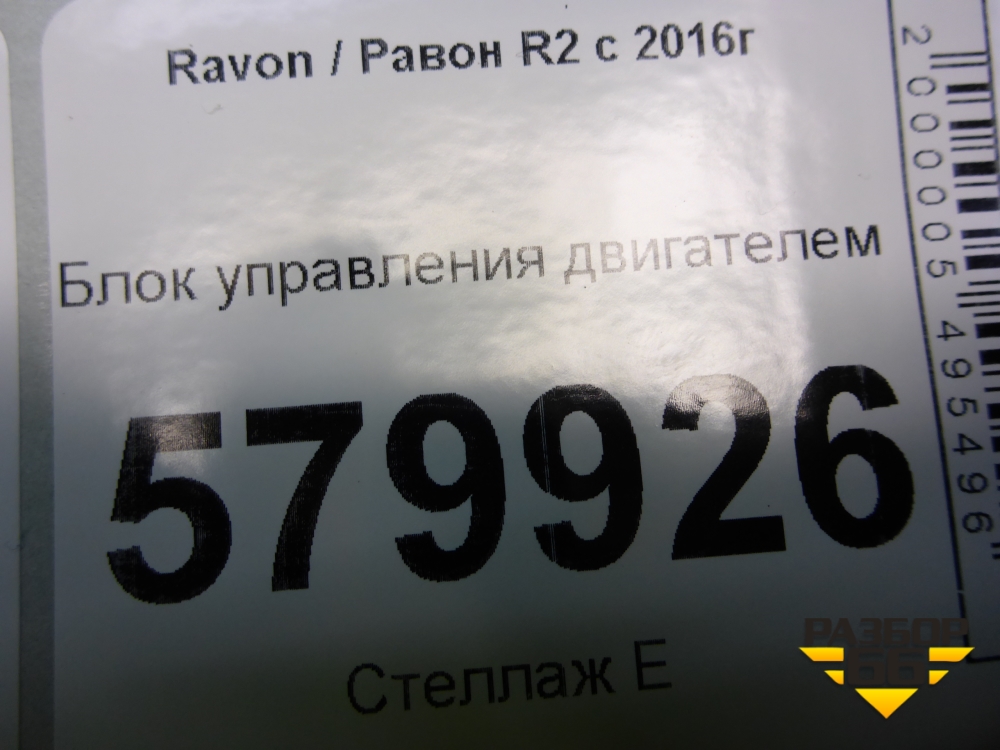 Ravon / Равон R2 с 2016г
Блок управления двигателем
579926
Стеллаж Е
2000005495496
РАЗБОР
66